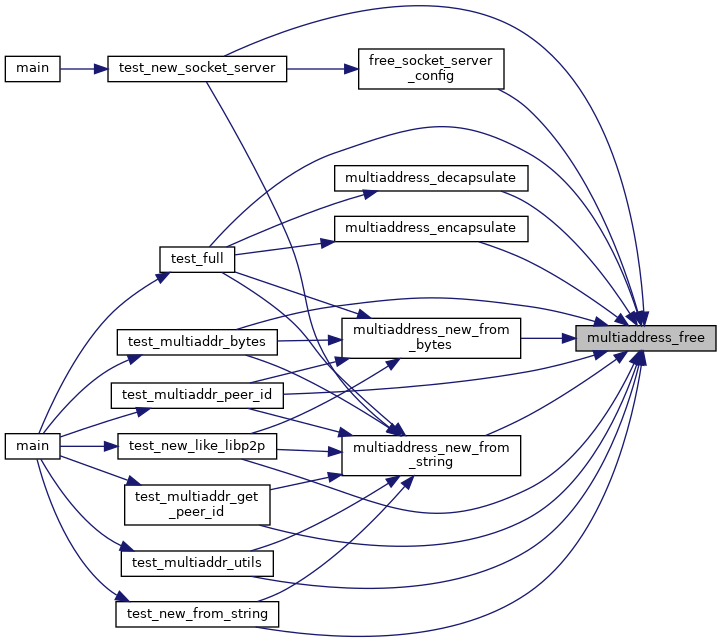 main
test_new_socket_server
free_socket_server
_config
multiaddress_decapsulate
multiaddress_encapsulate
test_full
multiaddress_new_from
_bytes
multiaddress_free
test_multiaddr_bytes
test_multiaddr_peer_id
main
test_new_like_libp2p
multiaddress_new_from
_string
test_multiaddr_get
_peer_id
test_multiaddr_utils
test_new_from_string